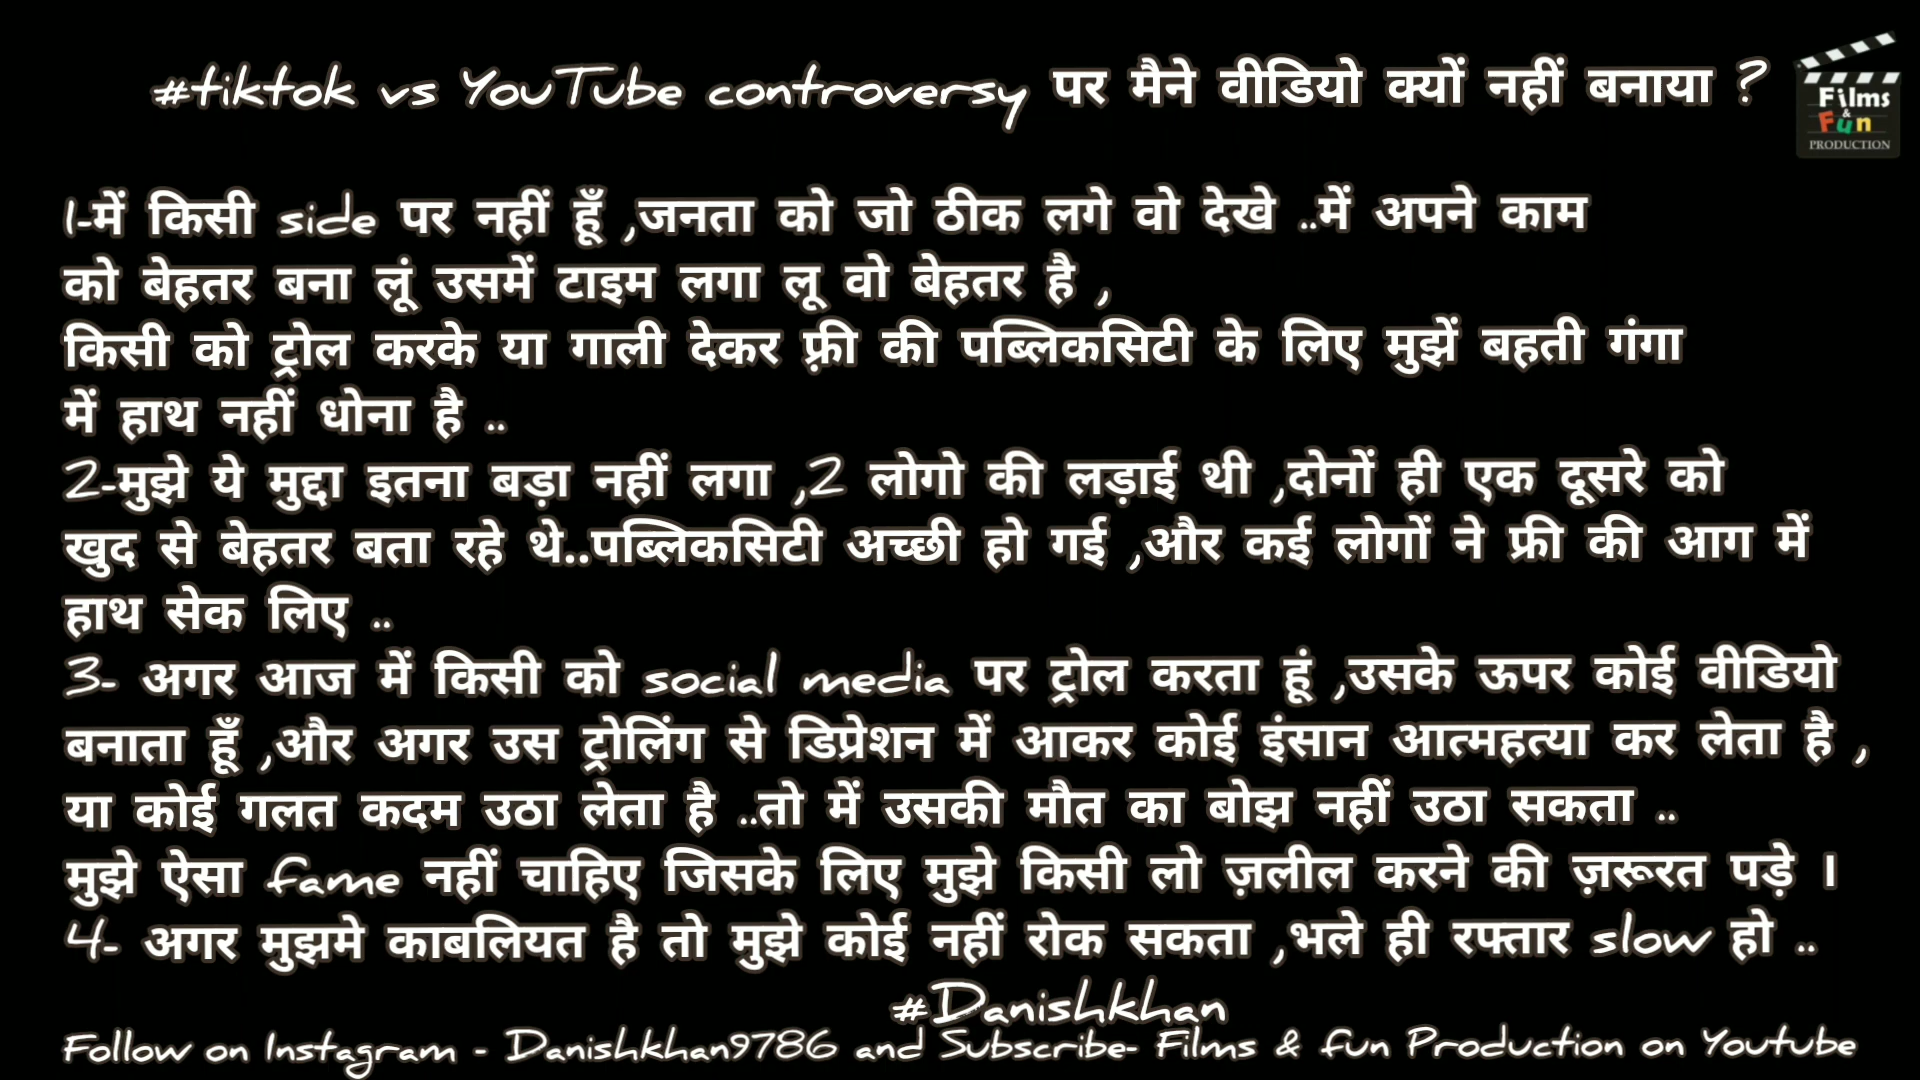 #tiktok vs YouTube controversy पर मैने वीडियो क्यों नहीं बनाया ?
Films
&
Fun
PRODUCTION
1-में किसी side पर नहीं हूँ ,जनता को जो ठीक लगे वो देखे ..में अपने काम
को बेहतर बना लूं उसमें टाइम लगा लू वो बेहतर है ,
किसी को ट्रोल करके या गाली देकर फ़्री की पब्लिकसिटी के लिए मुझें बहती गंगा
में हाथ नहीं धोना है ..
2-मुझे ये मुद्दा इतना बड़ा नहीं लगा ,2 लोगो की लड़ाई थी ,दोनों ही एक दूसरे को
खुद से बेहतर बता रहे थे..पब्लिकसिटी अच्छी हो गई ,और कई लोगों ने फ्री की आग में
हाथ सेक लिए ..
3- अगर आज में किसी को social media पर ट्रोल करता हूं ,उसके ऊपर कोई वीडियो
बनाता हूँ ,और अगर उस ट्रोलिंग से डिप्रेशन में आकर कोई इंसान आत्महत्या कर लेता है ,
या कोई गलत कदम उठा लेता है ..तो में उसकी मौत का बोझ नहीं उठा सकता ..
मुझे ऐसा fame नहीं चाहिए जिसके लिए मुझे किसी लो ज़लील करने की ज़रूरत पड़े ।
4- अगर मुझमे काबलियत है तो मुझे कोई नहीं रोक सकता ,भले ही रफ्तार slow हो ..
#Danishkhan
Follow on Instagram - Danishkhan9786 and Subscribe- Films & fun Production on Youtube